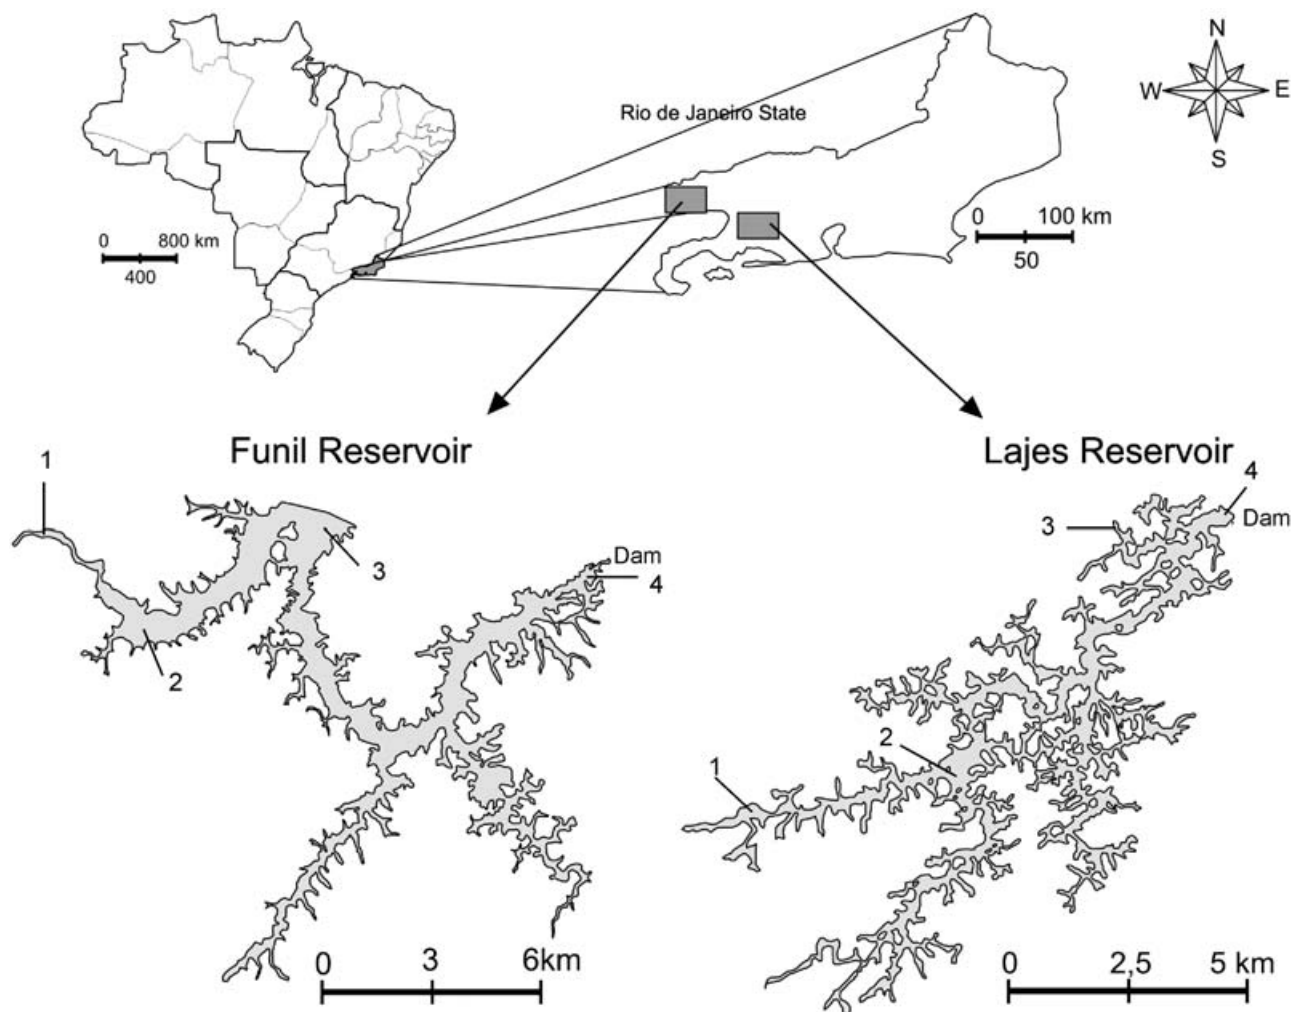 N
W E
S
Rio de Janeiro State
0 800 km
400
0 100 km
50
Funil Reservoir
Lajes Reservoir
1
2
3
Dam
4
0 3 6km
4
Dam
3
2
1
0 2,5 5 km